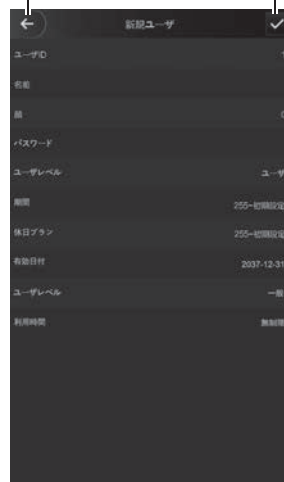 新規ユーザ
ユーザID 1
名前
顔 0
パスワード
ユーザレベル ユーザ
期間 255-初期設定
休日プラン 255-初期設定
有効日付 2037-12-31
ユーザレベル 一般
利用時間 無制限